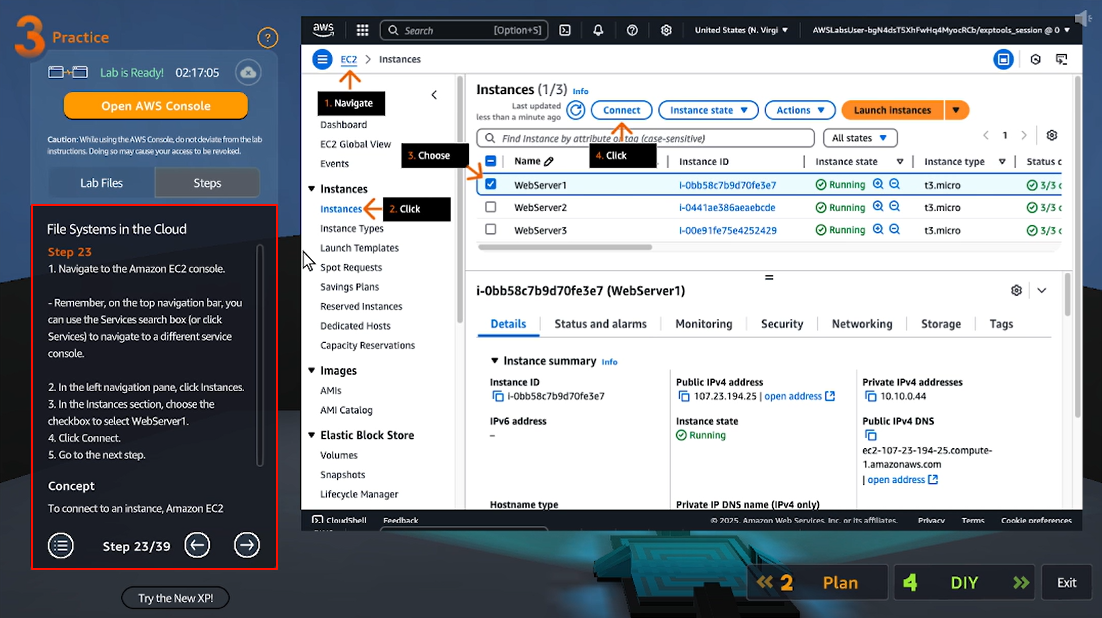 3 Practice
?
Lab is Ready! 02:17:05
Open AWS Console
Caution: While using the AWS Console, do not deviate from the lab
instructions. Doing so may cause your access to be revoked.
Lab Files
Steps
File Systems in the Cloud
Step 23
1. Navigate to the Amazon EC2 console.
- Remember, on the top navigation bar, you
can use the Services search box (or click
Services) to navigate to a different service
console.
2. In the left navigation pane, click Instances.
3. In the Instances section, choose the
checkbox to select WebServer1.
4. Click Connect.
5. Go to the next step.
Concept
To connect to an instance, Amazon EC2
Step 23/39
Try the New XP!
aws
Search [Option+S]
United States (N. Virgi
AWSLabsUser-bgN4dsT5XhFwHq4MyocRCb/exptools_session @ 0
EC2 > Instances
1. Navigate
Dashboard
EC2 Global View
Events
Instances
Instances
2. Click
Instance Types
Launch Templates
Spot Requests
Savings Plans
Reserved Instances
Dedicated Hosts
Capacity Reservations
Images
AMIs
AMI Catalog
Elastic Block Store
Volumes
Snapshots
Lifecycle Manager
Instances (1/3) Info
Last updated
less than a minute ago
Connect
Instance state
Actions
Launch instances
Find Instance by attribute or tag (case-sensitive)
All states
1
3. Choose
4. Click
Name Instance ID Instance state Instance type Status c
WebServer1 i-0bb58c7b9d70fe3e7 Running t3.micro 3/3 c
WebServer2 i-0441ae386aeaebcde Running t3.micro 3/3 c
WebServer3 i-00e91fe75e4252429 Running t3.micro 3/3 c
i-0bb58c7b9d70fe3e7 (WebServer1)
Details Status and alarms Monitoring Security Networking Storage Tags
Instance summary Info
Instance ID
i-0bb58c7b9d70fe3e7
Public IPv4 address
107.23.194.25 | open address
Private IPv4 addresses
10.10.0.44
IPv6 address
–
Instance state
Running
Public IPv4 DNS
ec2-107-23-194-25.compute-
1.amazonaws.com
| open address
Hostname type
Private IP DNS name (IPv4 only)
CloudShell Feedback
© 2025, Amazon Web Services, Inc. or its affiliates. Privacy Terms Cookie preferences
2 Plan
4 DIY
Exit